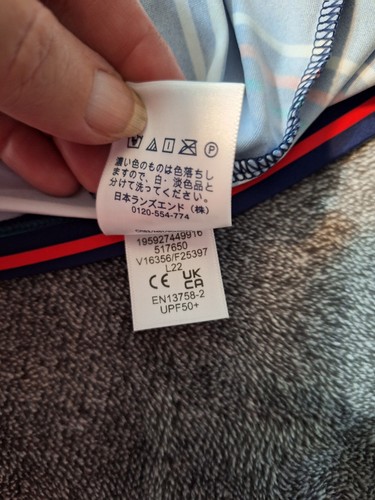 濃い色のものは色落ちし
ますので、白・淡色品と
分けて洗ってください。
日本ランズエンド（株）
0120-554-774
195927449916
517650
V16356/F25397
L22
CE UK
CA
EN13758-2
UPF50+